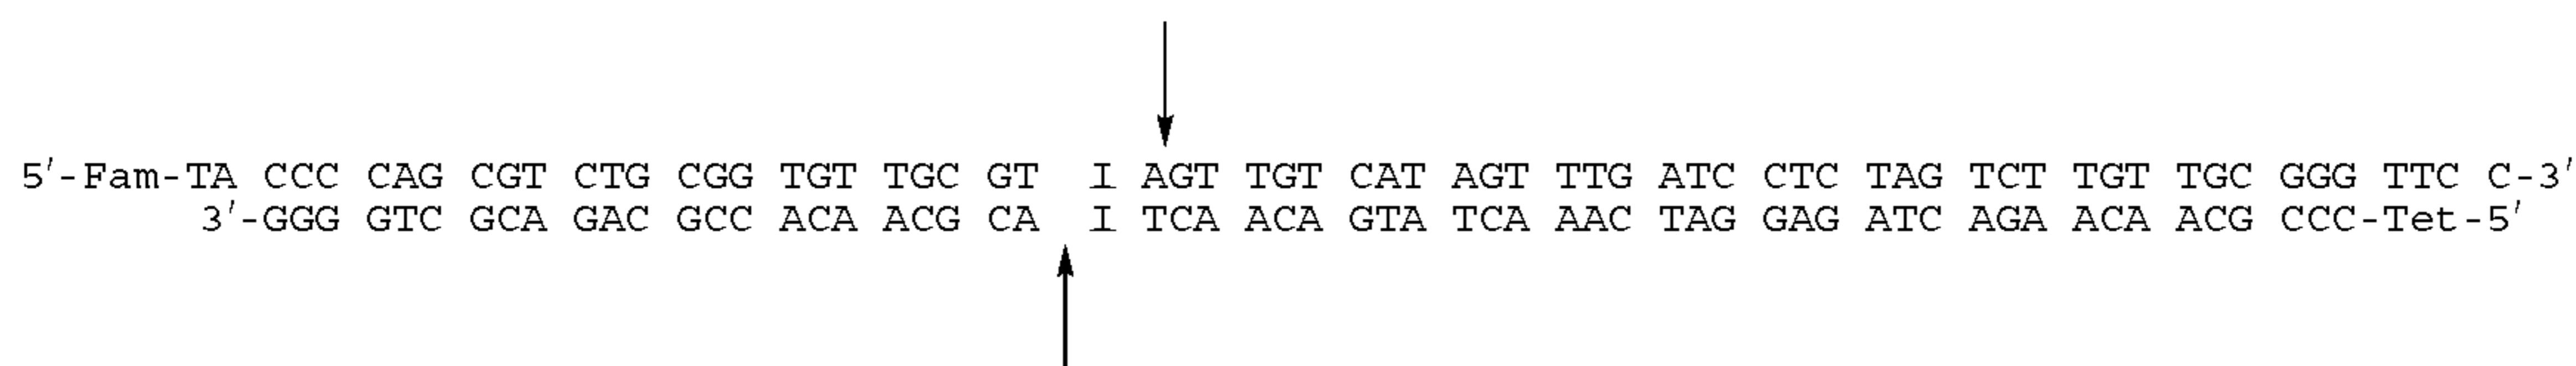 5′-Fam-TA CCC CAG CGT CTG CGG TGT TGC GT I AGT TGT CAT AGT TTG ATC CTC TAG TCT TGT TGC GGG TTC C-3′
3′-GGG GTC GCA GAC GCC ACA ACG CA I TCA ACA GTA TCA AAC TAG GAG ATC AGA ACA ACG CCC-Tet-5′